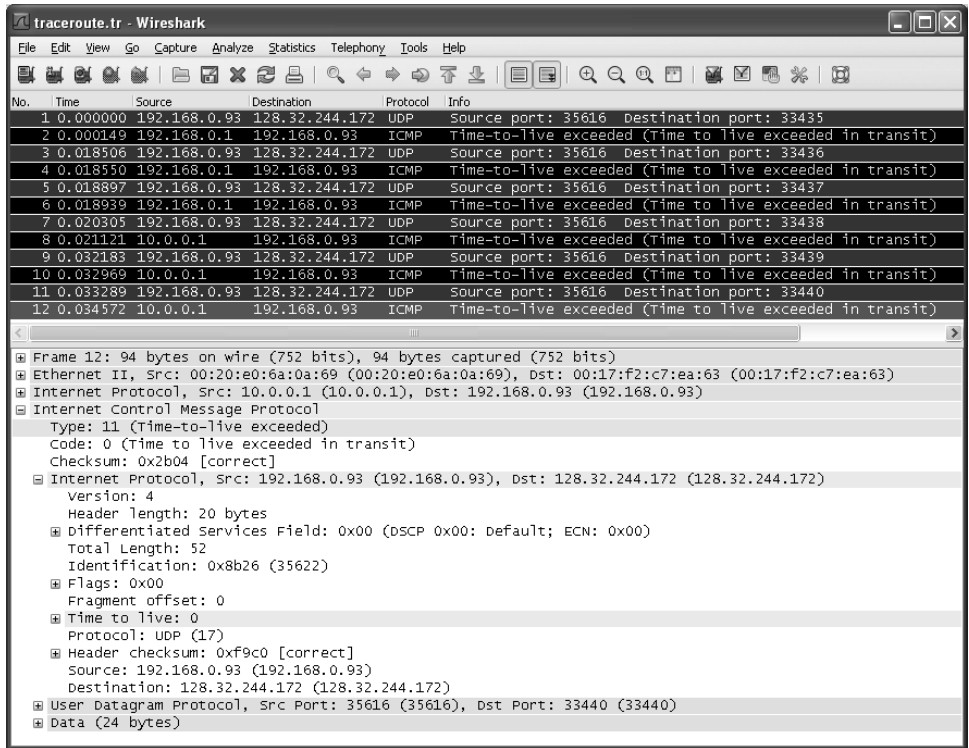 traceroute.tr - Wireshark
File Edit View Go Capture Analyze Statistics Telephony Tools Help
No. Time Source Destination Protocol Info
1 0.000000 192.168.0.93 128.32.244.172 UDP Source port: 35616 Destination port: 33435
2 0.000149 192.168.0.1 192.168.0.93 ICMP Time-to-live exceeded (Time to live exceeded in transit)
3 0.018506 192.168.0.93 128.32.244.172 UDP Source port: 35616 Destination port: 33436
4 0.018550 192.168.0.1 192.168.0.93 ICMP Time-to-live exceeded (Time to live exceeded in transit)
5 0.018897 192.168.0.93 128.32.244.172 UDP Source port: 35616 Destination port: 33437
6 0.018939 192.168.0.1 192.168.0.93 ICMP Time-to-live exceeded (Time to live exceeded in transit)
7 0.020305 192.168.0.93 128.32.244.172 UDP Source port: 35616 Destination port: 33438
8 0.021121 10.0.0.1 192.168.0.93 ICMP Time-to-live exceeded (Time to live exceeded in transit)
9 0.032183 192.168.0.93 128.32.244.172 UDP Source port: 35616 Destination port: 33439
10 0.032969 10.0.0.1 192.168.0.93 ICMP Time-to-live exceeded (Time to live exceeded in transit)
11 0.033289 192.168.0.93 128.32.244.172 UDP Source port: 35616 Destination port: 33440
12 0.034572 10.0.0.1 192.168.0.93 ICMP Time-to-live exceeded (Time to live exceeded in transit)
Frame 12: 94 bytes on wire (752 bits), 94 bytes captured (752 bits)
Ethernet II, Src: 00:20:e0:6a:0a:69 (00:20:e0:6a:0a:69), Dst: 00:17:f2:c7:ea:63 (00:17:f2:c7:ea:63)
Internet Protocol, Src: 10.0.0.1 (10.0.0.1), Dst: 192.168.0.93 (192.168.0.93)
Internet Control Message Protocol
Type: 11 (Time-to-live exceeded)
Code: 0 (Time to live exceeded in transit)
Checksum: 0x2b04 [correct]
Internet Protocol, Src: 192.168.0.93 (192.168.0.93), Dst: 128.32.244.172 (128.32.244.172)
Version: 4
Header length: 20 bytes
Differentiated Services Field: 0x00 (DSCP 0x00: Default; ECN: 0x00)
Total Length: 52
Identification: 0x8b26 (35622)
Flags: 0x00
Fragment offset: 0
Time to live: 0
Protocol: UDP (17)
Header checksum: 0xf9c0 [correct]
Source: 192.168.0.93 (192.168.0.93)
Destination: 128.32.244.172 (128.32.244.172)
User Datagram Protocol, Src Port: 35616 (35616), Dst Port: 33440 (33440)
Data (24 bytes)